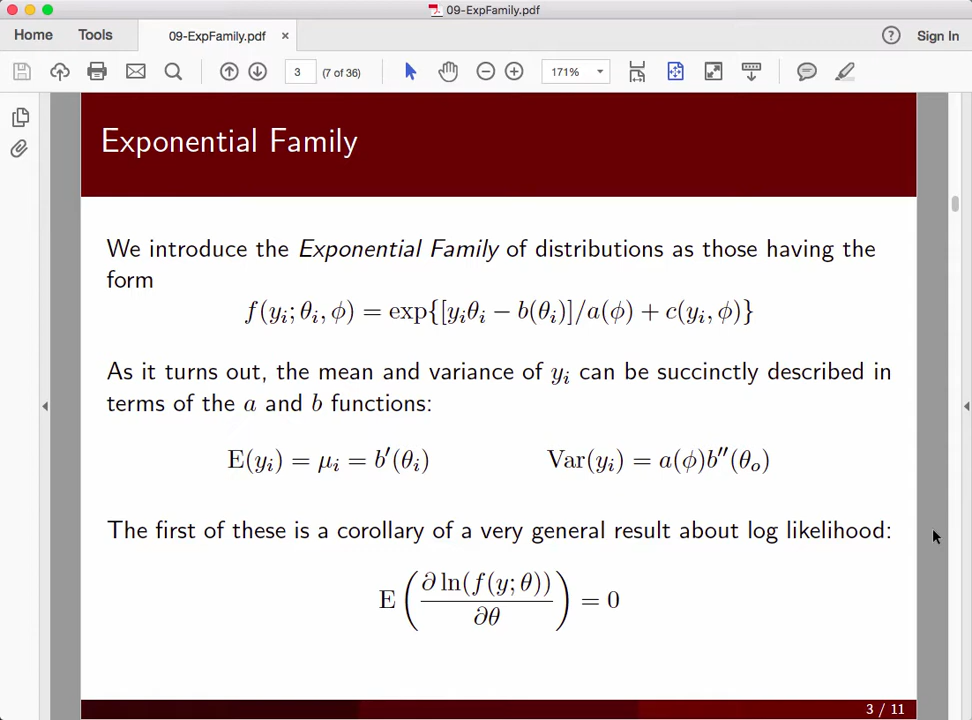 09-ExpFamily.pdf
Home Tools 09-ExpFamily.pdf × ? Sign In
3 (7 of 36) 171%
Exponential Family
We introduce the Exponential Family of distributions as those having the
form
f(yᵢ; θᵢ, ϕ) = exp{[yᵢθᵢ − b(θᵢ)]/a(ϕ) + c(yᵢ, ϕ)}
As it turns out, the mean and variance of yᵢ can be succinctly described in
terms of the a and b functions:
E(yᵢ) = μᵢ = b′(θᵢ) Var(yᵢ) = a(ϕ)b″(θₒ)
The first of these is a corollary of a very general result about log likelihood:
E(∂ ln(f(y; θ))/∂θ) = 0
3 / 11